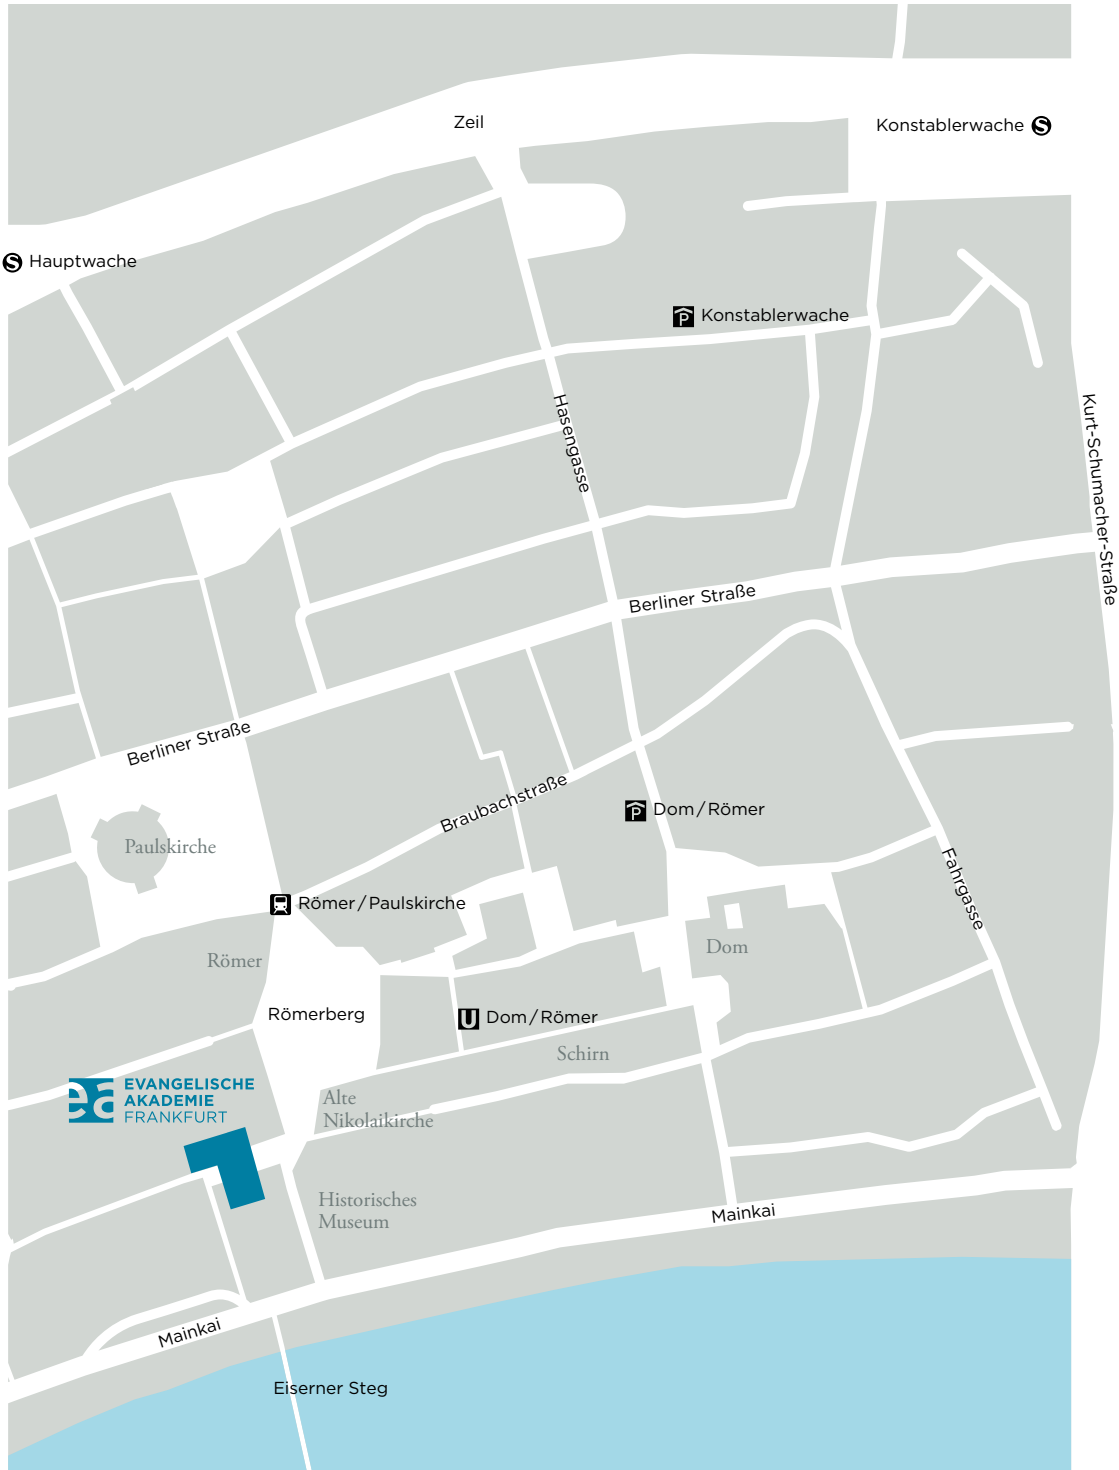 Zeil
Konstablerwache S
S Hauptwache
P Konstablerwache
Hasengasse
Kurt-Schumacher-Straße
Berliner Straße
Berliner Straße
Braubachstraße
P Dom/Römer
Paulskirche
Fahrgasse
Römer/Paulskirche
Römer
Dom
Römerberg
U Dom/Römer
Schirn
ea EVANGELISCHE
AKADEMIE
FRANKFURT
Alte
Nikolaikirche
Historisches
Museum
Mainkai
Mainkai
Eiserner Steg